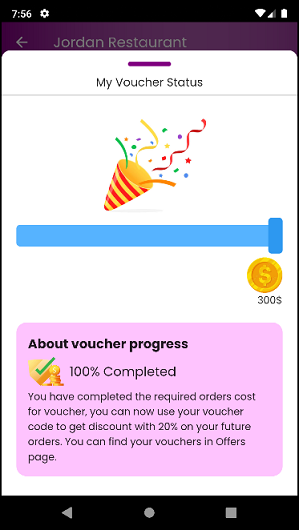 7:56
Jordan Restaurant
My Voucher Status
300$
About voucher progress
100% Completed
You have completed the required orders cost
for voucher, you can now use your voucher
code to get discount with 20% on your future
orders. You can find your vouchers in Offers
page.